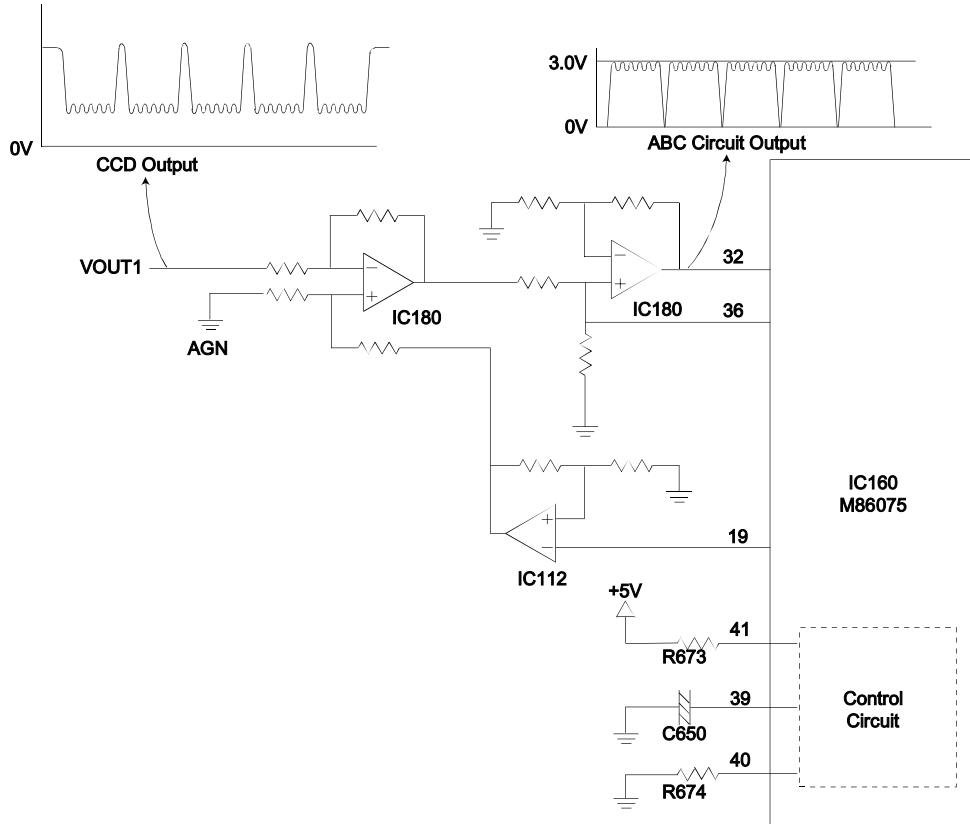 3.0V
0V
ABC Circuit Output
0V
CCD Output
VOUT1
32
IC180
IC180
36
AGN
IC160
M86075
19
IC112
+5V
41
R673
39
Control
Circuit
C650
40
R674